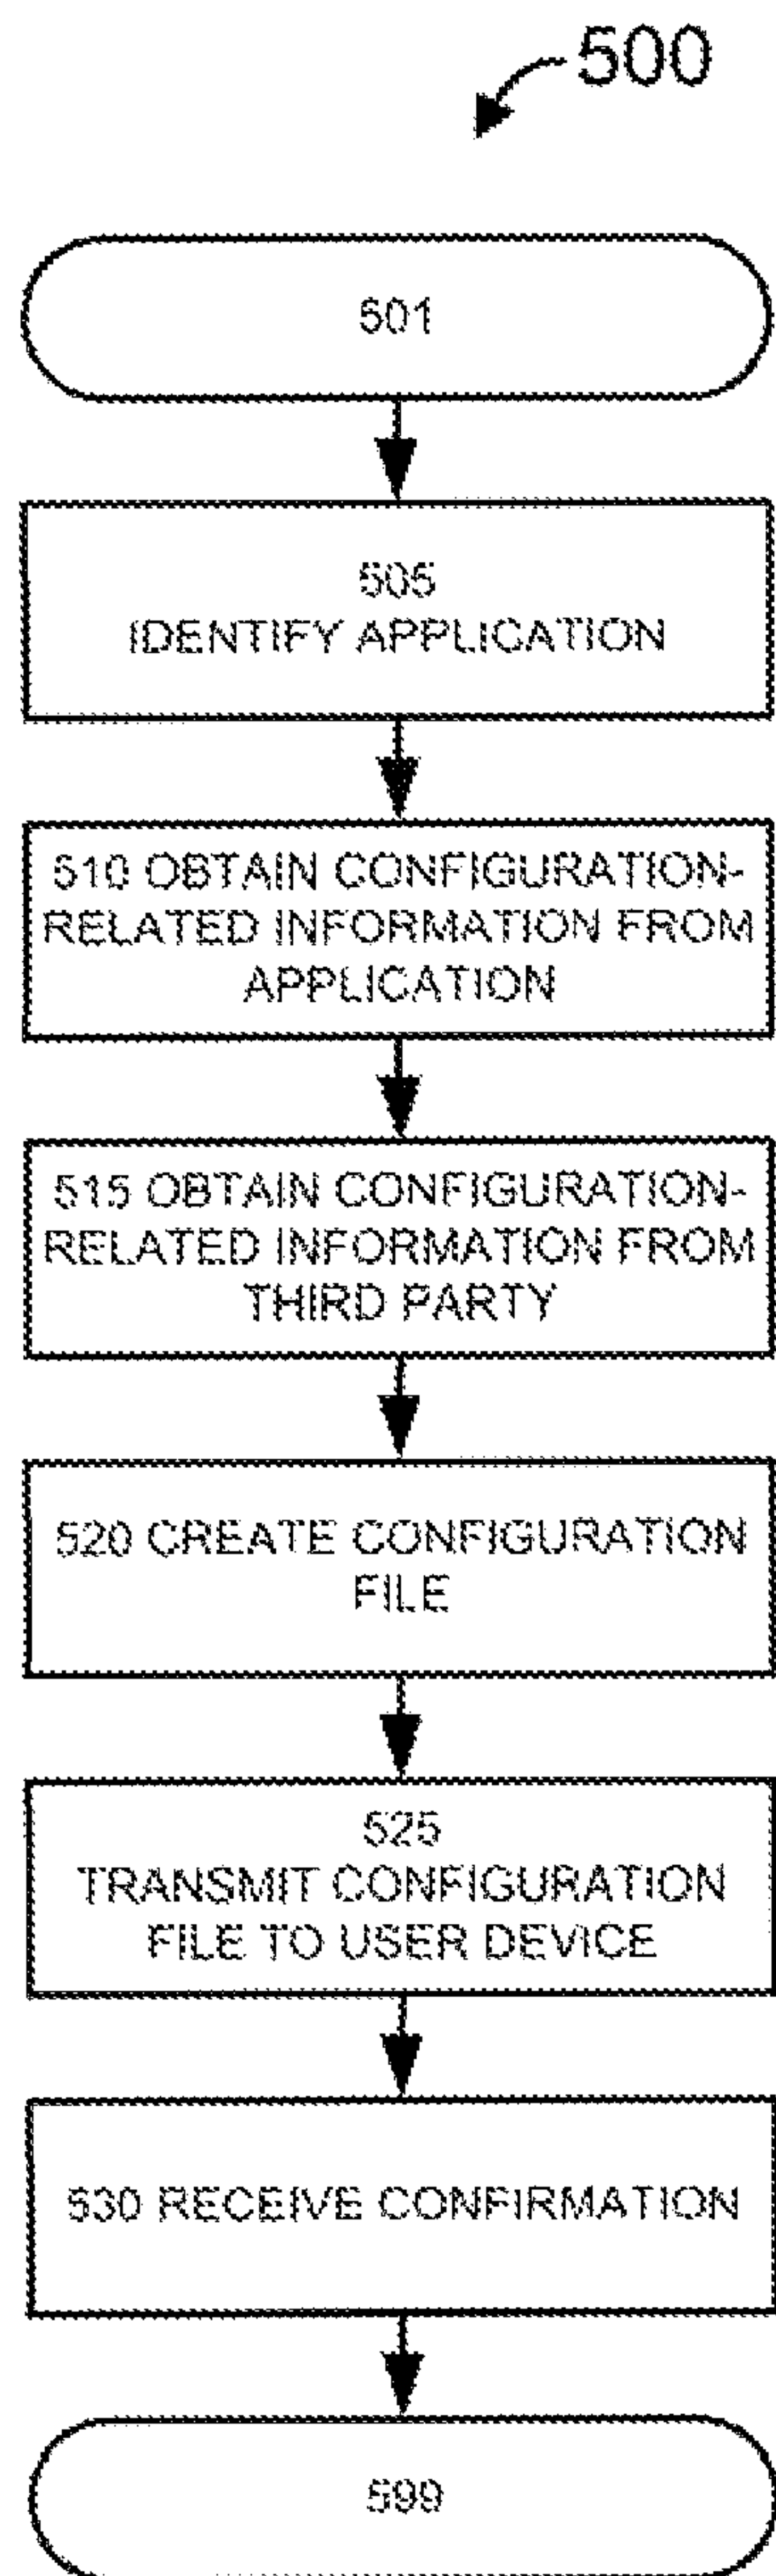 500
501
505
IDENTIFY APPLICATION
510 OBTAIN CONFIGURATION-
RELATED INFORMATION FROM
APPLICATION
515 OBTAIN CONFIGURATION-
RELATED INFORMATION FROM
THIRD PARTY
520 CREATE CONFIGURATION
FILE
525
TRANSMIT CONFIGURATION
FILE TO USER DEVICE
530 RECEIVE CONFIRMATION
599